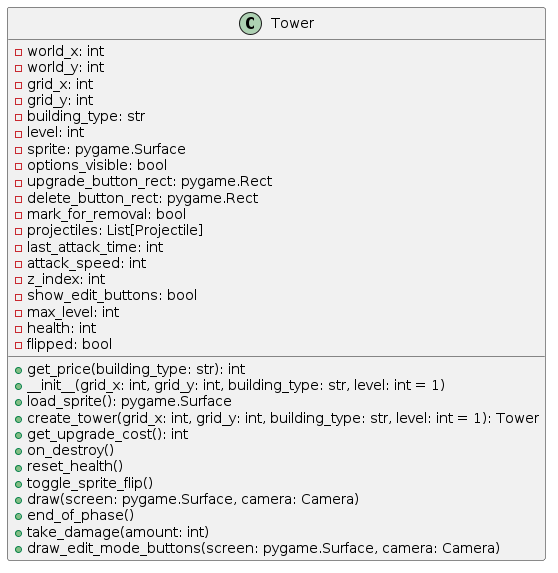 C Tower
world_x: int
world_y: int
grid_x: int
grid_y: int
building_type: str
level: int
sprite: pygame.Surface
options_visible: bool
upgrade_button_rect: pygame.Rect
delete_button_rect: pygame.Rect
mark_for_removal: bool
projectiles: List[Projectile]
last_attack_time: int
attack_speed: int
z_index: int
show_edit_buttons: bool
max_level: int
health: int
flipped: bool
get_price(building_type: str): int
__init__(grid_x: int, grid_y: int, building_type: str, level: int = 1)
load_sprite(): pygame.Surface
create_tower(grid_x: int, grid_y: int, building_type: str, level: int = 1): Tower
get_upgrade_cost(): int
on_destroy()
reset_health()
toggle_sprite_flip()
draw(screen: pygame.Surface, camera: Camera)
end_of_phase()
take_damage(amount: int)
draw_edit_mode_buttons(screen: pygame.Surface, camera: Camera)